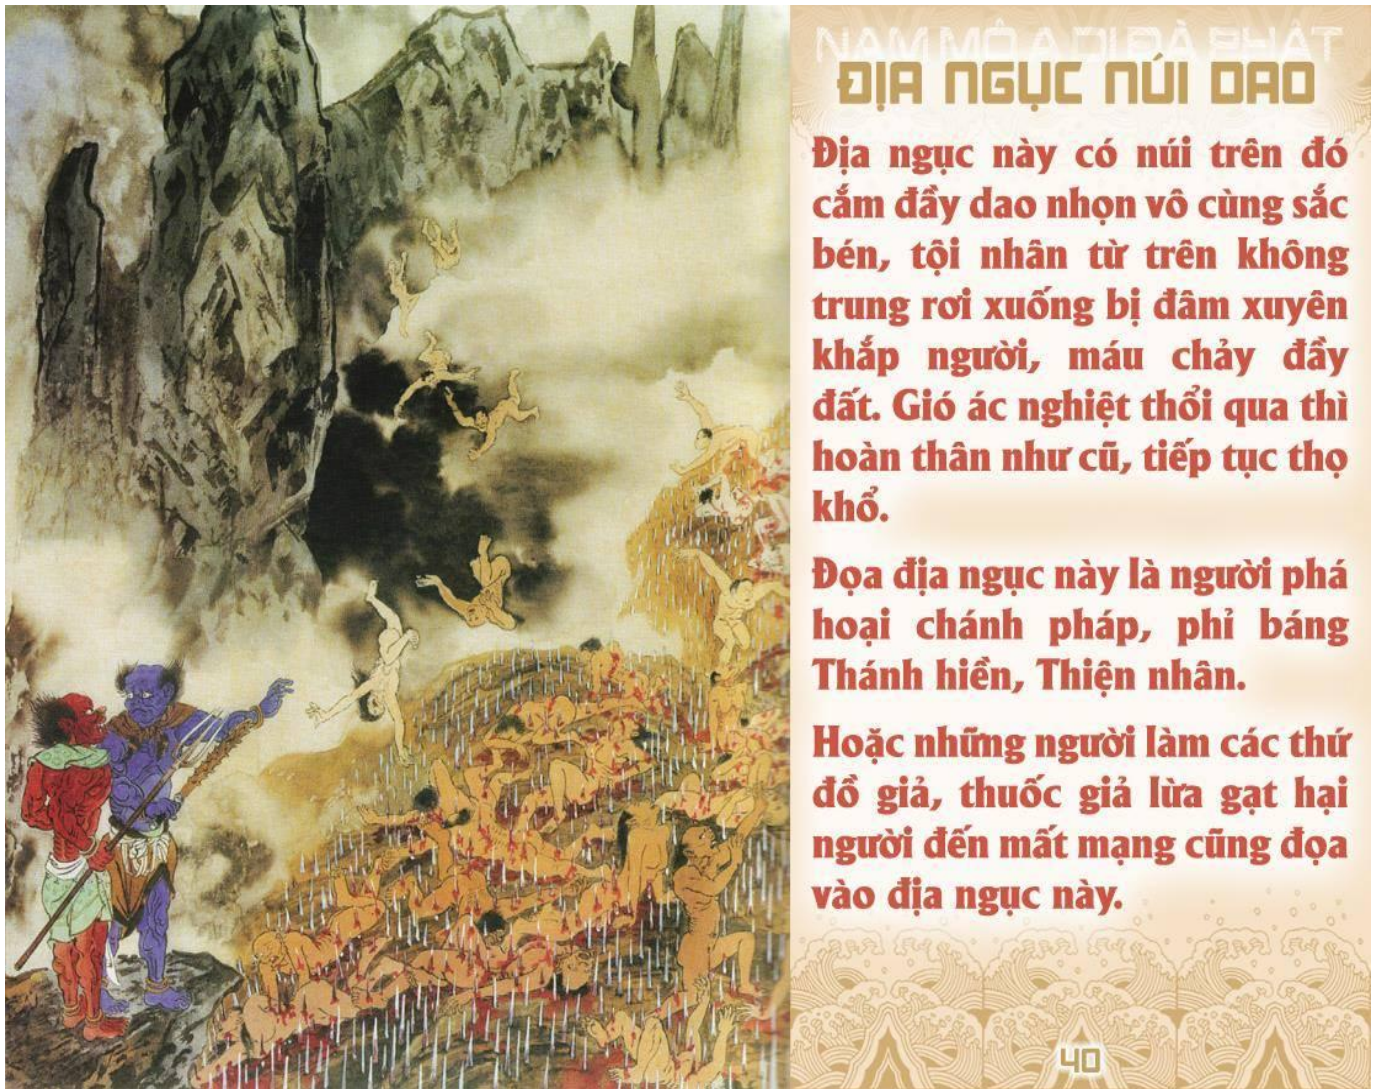 NAM MÔ A DI ĐÀ PHẬT
ĐỊA NGỤC NÚI DAO
Địa ngục này có núi trên đó
cắm đầy dao nhọn vô cùng sắc
bén, tội nhân từ trên không
trung rơi xuống bị đâm xuyên
khắp người, máu chảy đầy
đất. Gió ác nghiệt thổi qua thì
hoàn thân như cũ, tiếp tục thọ
khổ.
Đọa địa ngục này là người phá
hoại chánh pháp, phỉ báng
Thánh hiền, Thiện nhân.
Hoặc những người làm các thứ
đồ giả, thuốc giả lừa gạt hại
người đến mất mạng cũng đọa
vào địa ngục này.
40